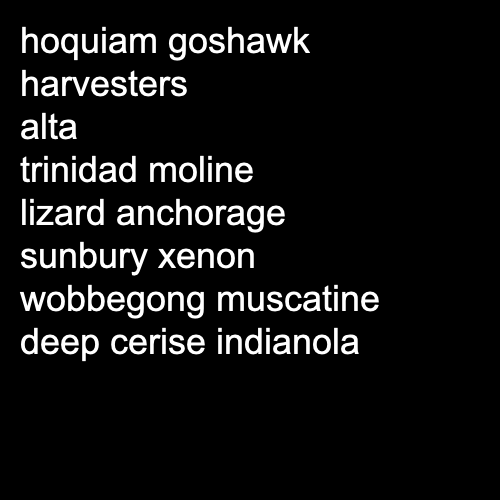 hoquiam goshawk
harvesters
alta
trinidad moline
lizard anchorage
sunbury xenon
wobbegong muscatine
deep cerise indianola